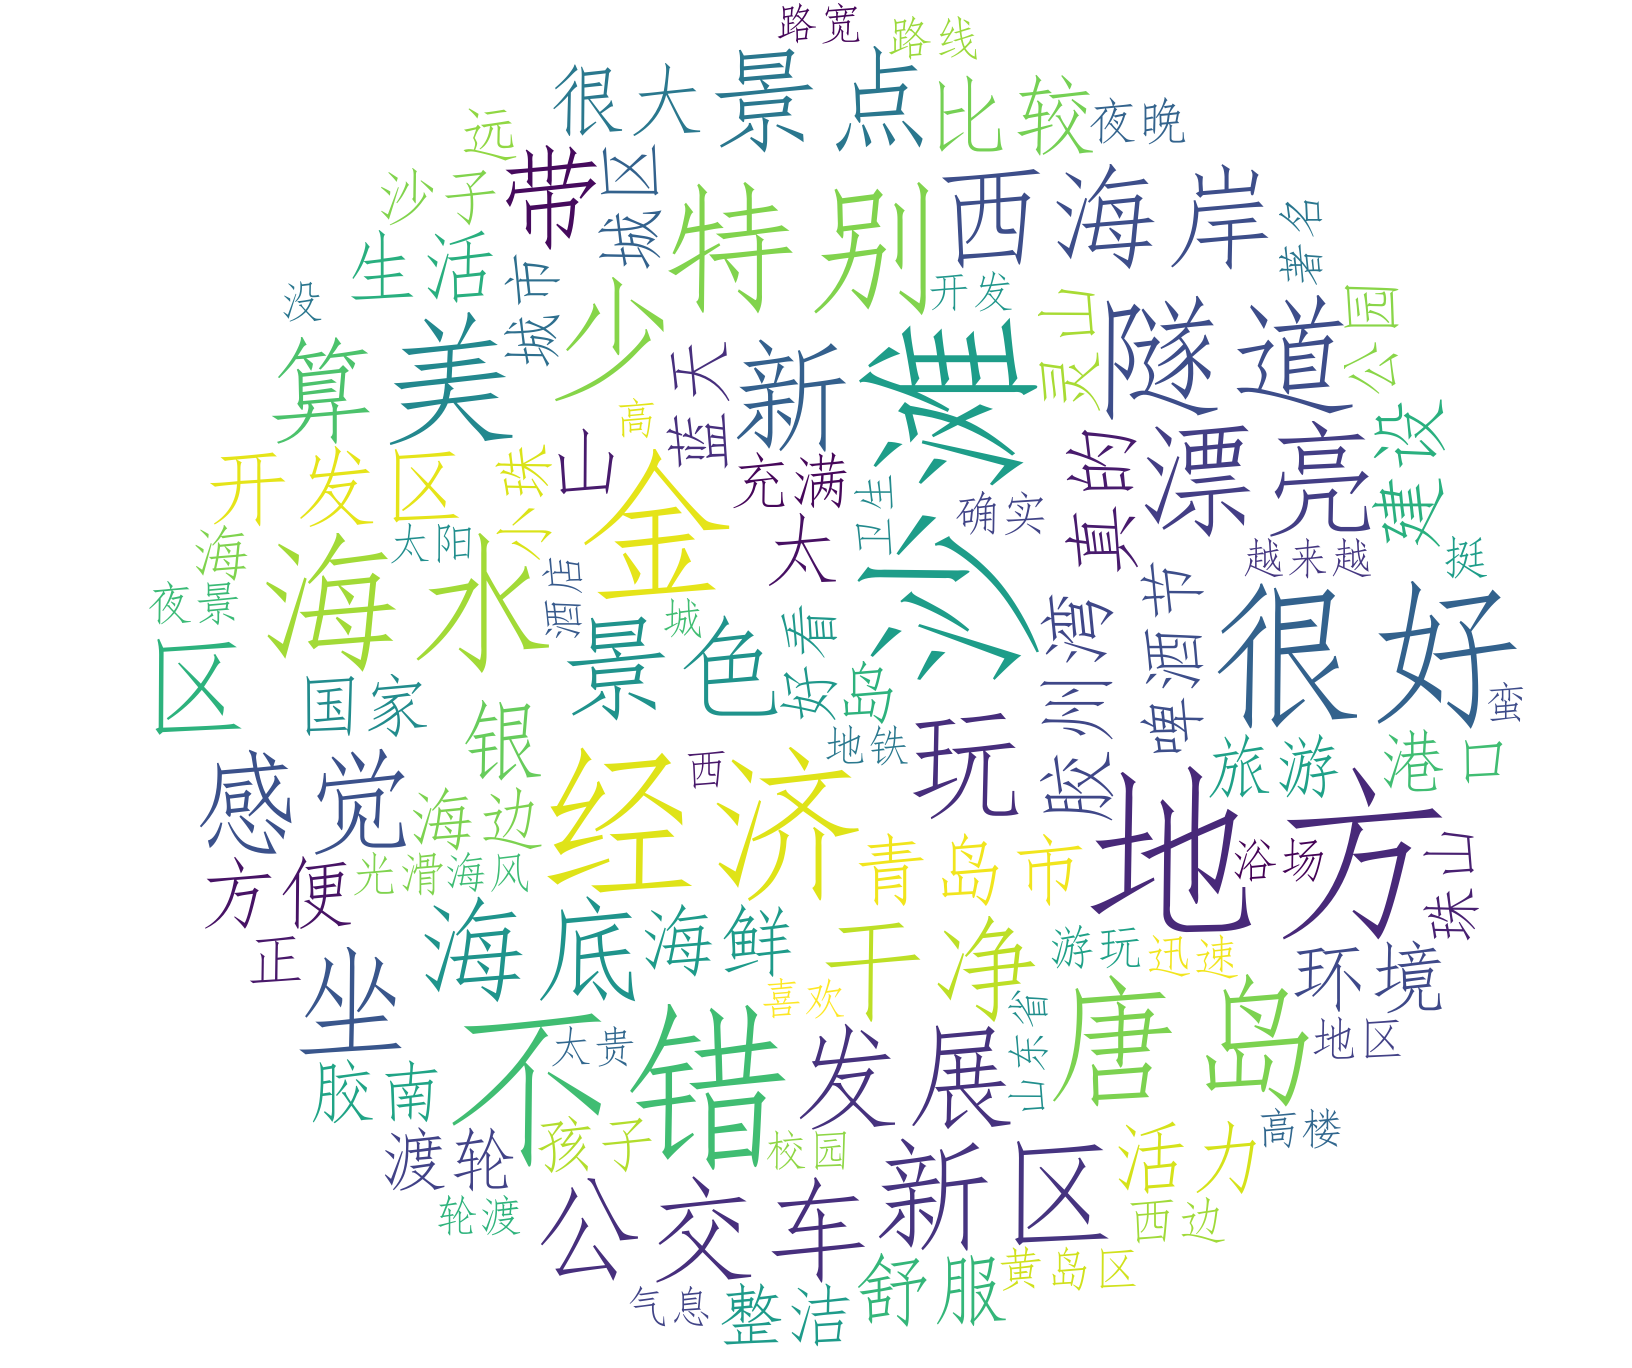 路宽
路线
很大
景点
比较
夜晚
远
带
城区
沙子
特别
西海岸
著名
生活
城市
少
开发
灵山
公园
没
算
美
蓝天
新
沙滩
隧道
高
开发区
小珠
山
金
充满
卫生
确实
真的
漂亮
建设
海
太阳
海水
太
越来越
挺
夜景
酒店
城
好看
岛
胶州湾
啤酒节
很好
区
国家
银
景色
地铁
蛮
西
玩
旅游
港口
感觉
海边
经济
青岛市
地方
浴场
珠山
方便
光滑
海风
正
坐
海底
海鲜
干净
游玩
迅速
环境
喜欢
胶南
不错
太贵
发展
山东省
唐岛
地区
渡轮
孩子
校园
活力
高楼
轮渡
公交车
新区
西边
气息
整洁
舒服
黄岛区